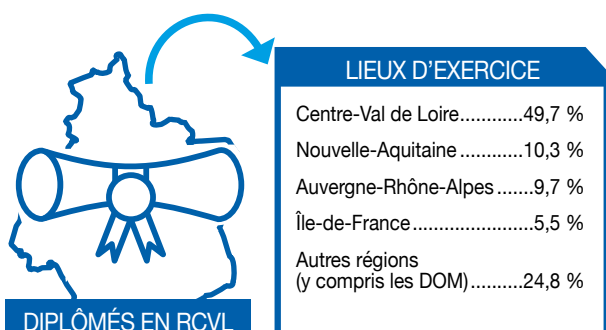 LIEUX D'EXERCICE
Centre-Val de Loire............49,7 %
Nouvelle-Aquitaine............10,3 %
Auvergne-Rhône-Alpes.......9,7 %
Île-de-France.......................5,5 %
Autres régions
(y compris les DOM)..........24,8 %
DIPLÔMÉS EN RCVL